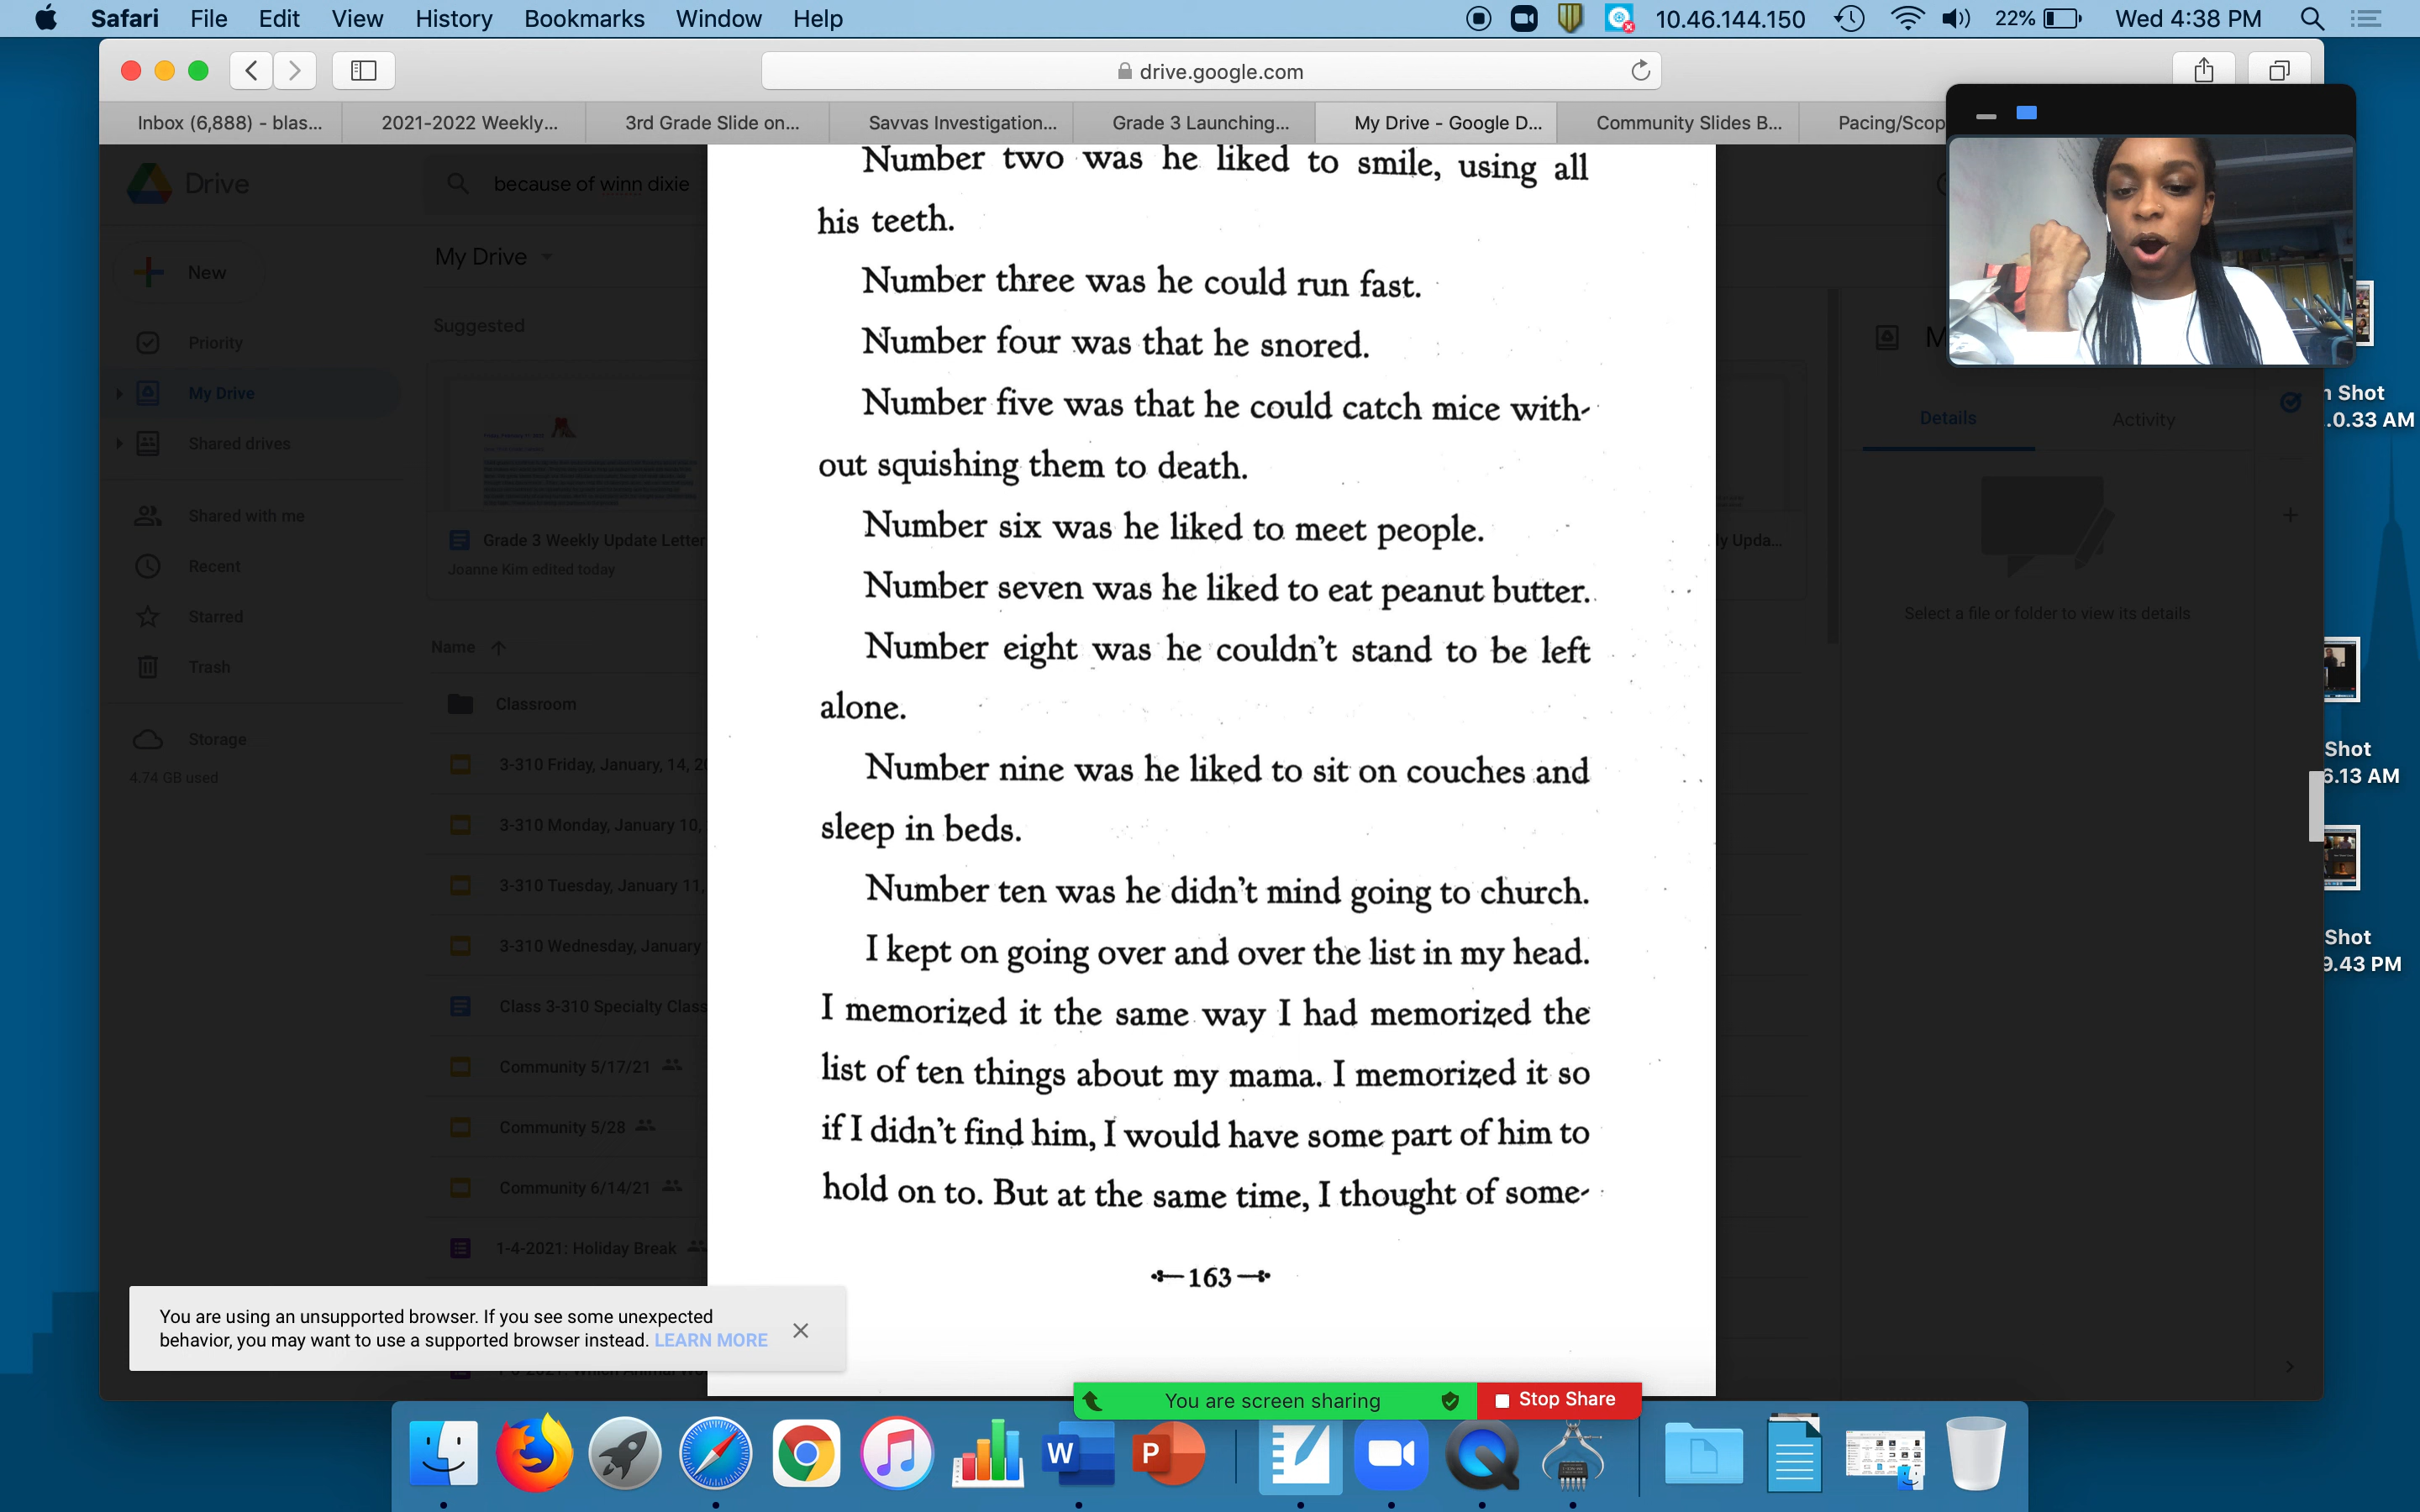 Safari File Edit View History Bookmarks Window Help
10.46.144.150 22% Wed 4:38 PM
drive.google.com
Inbox (6,888) - blas... 2021-2022 Weekly... 3rd Grade Slide on... Savvas Investigation... Grade 3 Launching... My Drive - Google D... Community Slides B... Pacing/Scop
Drive
because of winn dixie
New
Priority
My Drive
Shared drives
Shared with me
Recent
Starred
Trash
Storage
4.74 GB used
My Drive
Suggested
Grade 3 Weekly Update Letter
Joanne Kim edited today
Name
Classroom
3-310 Friday, January, 14, 20
3-310 Monday, January 10,
3-310 Tuesday, January 11,
3-310 Wednesday, January
Class 3-310 Specialty Class
Community 5/17/21
Community 5/28
Community 6/14/21
1-4-2021: Holiday Break
Number two was he liked to smile, using all
his teeth.
Number three was he could run fast.
Number four was that he snored.
Number five was that he could catch mice with-
out squishing them to death.
Number six was he liked to meet people.
Number seven was he liked to eat peanut butter.
Number eight was he couldn't stand to be left
alone.
Number nine was he liked to sit on couches and
sleep in beds.
Number ten was he didn't mind going to church.
I kept on going over and over the list in my head.
I memorized it the same way I had memorized the
list of ten things about my mama. I memorized it so
if I didn't find him, I would have some part of him to
hold on to. But at the same time, I thought of some-
163
ly Upda...
Details Activity
Select a file or folder to view its details
n Shot
.0.33 AM
Shot
6.13 AM
Shot
9.43 PM
You are using an unsupported browser. If you see some unexpected
behavior, you may want to use a supported browser instead. LEARN MORE
You are screen sharing Stop Share
W P